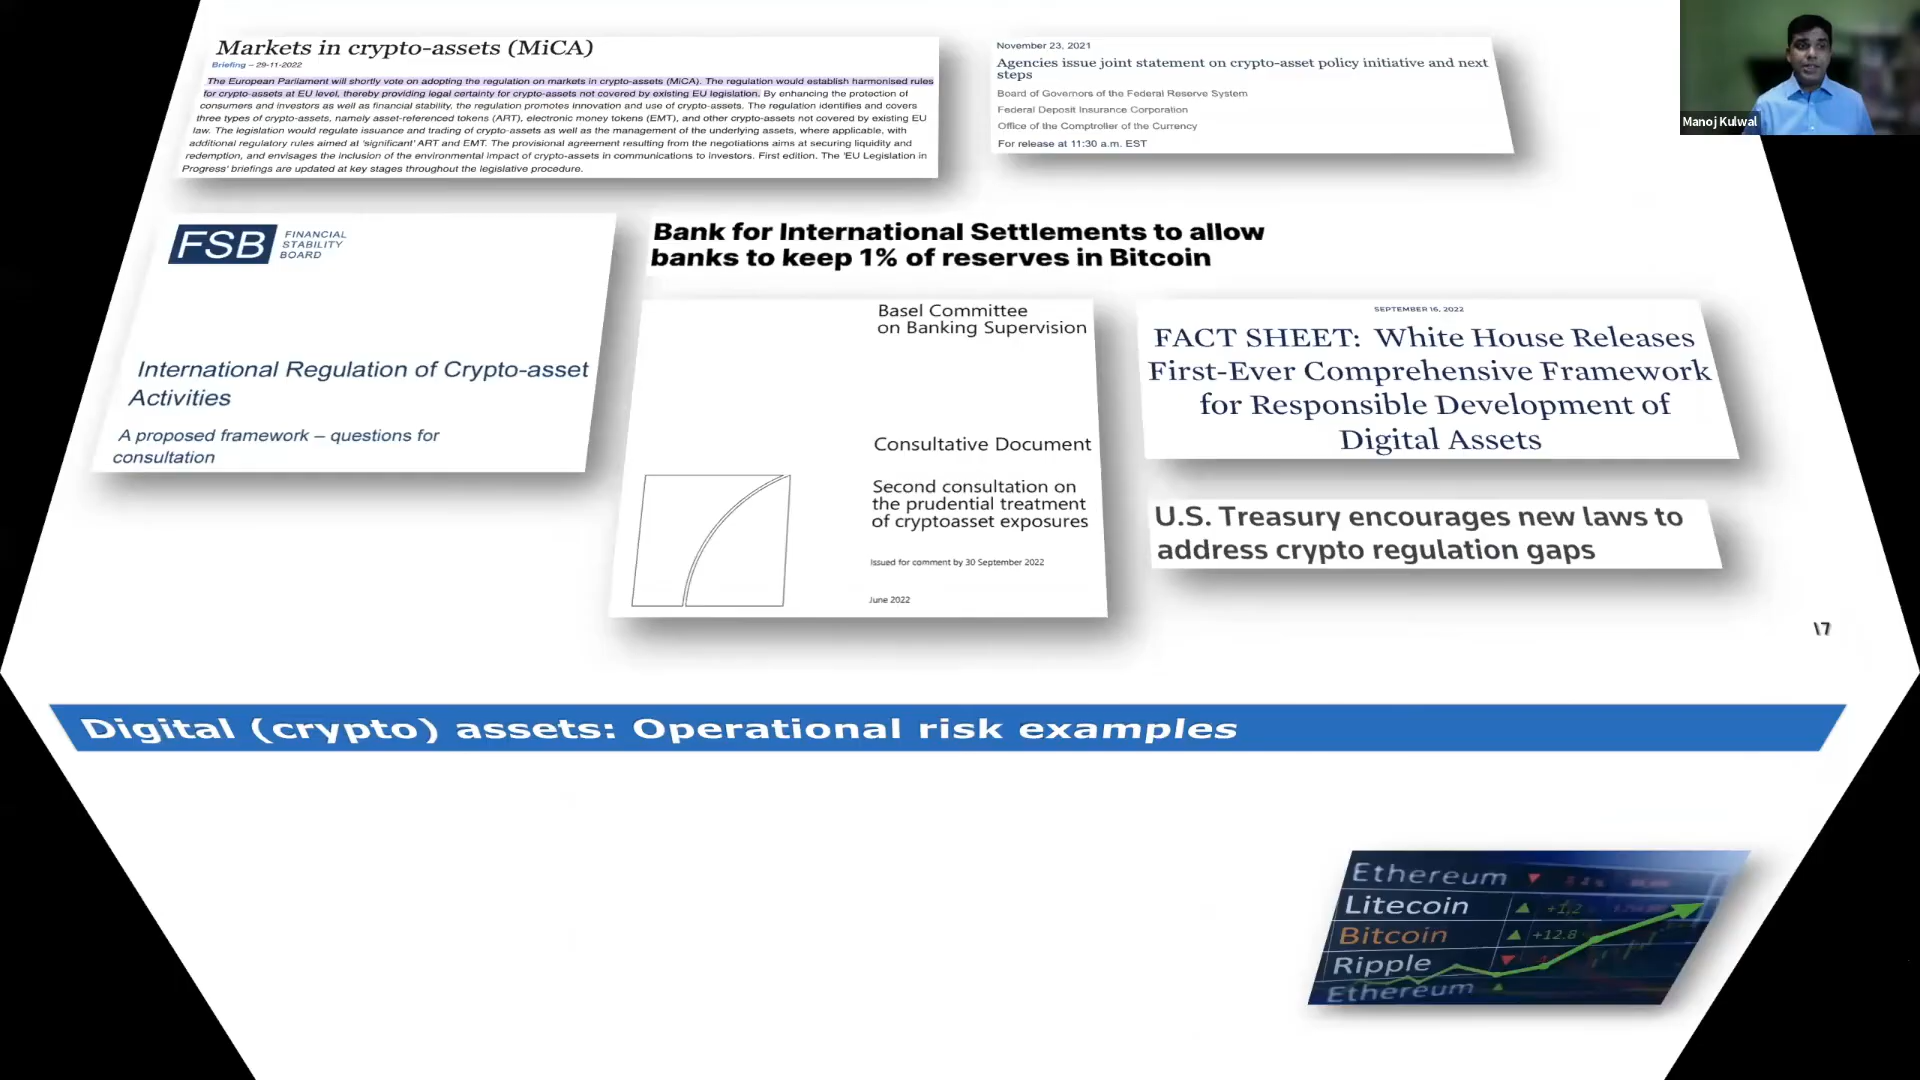 Markets in crypto-assets (MiCA)
Briefing – 29-11-2022
The European Parliament will shortly vote on adopting the regulation on markets in crypto-assets (MiCA). The regulation would establish harmonised rules
for crypto-assets at EU level, thereby providing legal certainty for crypto-assets not covered by existing EU legislation. By enhancing the protection of
consumers and investors as well as financial stability, the regulation promotes innovation and use of crypto-assets. The regulation identifies and covers
three types of crypto-assets, namely asset-referenced tokens (ART), electronic money tokens (EMT), and other crypto-assets not covered by existing EU
law. The legislation would regulate issuance and trading of crypto-assets as well as the management of the underlying assets, where applicable, with
additional regulatory rules aimed at 'significant' ART and EMT. The provisional agreement resulting from the negotiations aims at securing liquidity and
redemption, and envisages the inclusion of the environmental impact of crypto-assets in communications to investors. First edition. The 'EU Legislation in
Progress' briefings are updated at key stages throughout the legislative procedure.
November 23, 2021
Agencies issue joint statement on crypto-asset policy initiative and next
steps
Board of Governors of the Federal Reserve System
Federal Deposit Insurance Corporation
Office of the Comptroller of the Currency
For release at 11:30 a.m. EST
Manoj Kulwal
FSB FINANCIAL
STABILITY
BOARD
International Regulation of Crypto-asset
Activities
A proposed framework – questions for
consultation
Bank for International Settlements to allow
banks to keep 1% of reserves in Bitcoin
Basel Committee
on Banking Supervision
Consultative Document
Second consultation on
the prudential treatment
of cryptoasset exposures
Issued for comment by 30 September 2022
June 2022
SEPTEMBER 16, 2022
FACT SHEET: White House Releases
First-Ever Comprehensive Framework
for Responsible Development of
Digital Assets
U.S. Treasury encourages new laws to
address crypto regulation gaps
17
Digital (crypto) assets: Operational risk examples
Ethereum
Litecoin +1.2
Bitcoin +12.8
Ripple
Ethereum